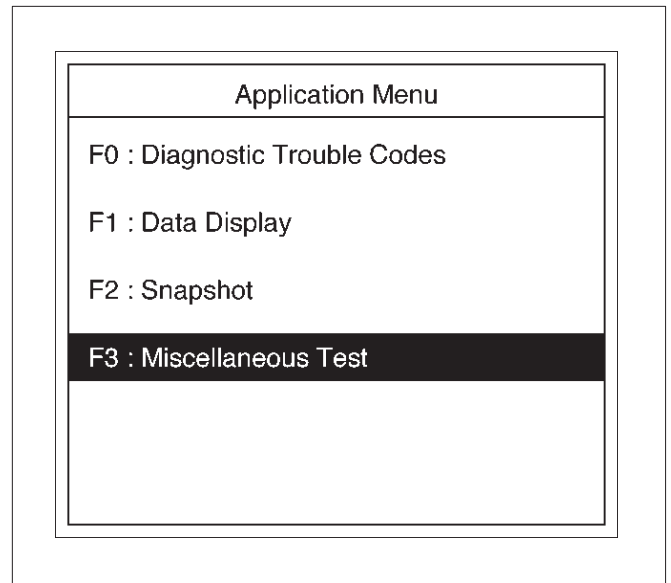 Application Menu
F0 : Diagnostic Trouble Codes
F1 : Data Display
F2 : Snapshot
F3 : Miscellaneous Test